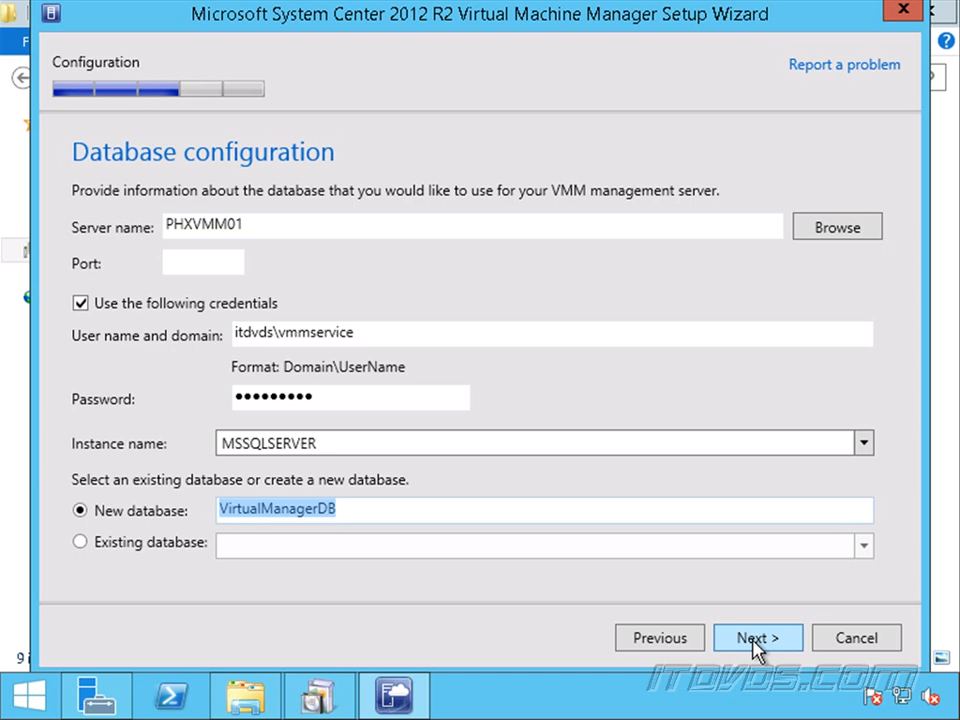 Microsoft System Center 2012 R2 Virtual Machine Manager Setup Wizard
x
Configuration
Report a problem
Database configuration
Provide information about the database that you would like to use for your VMM management server.
Server name: PHXVMM01 Browse
Port:
Use the following credentials
User name and domain: itdvds\vmmservice
Format: Domain\UserName
Password: •••••••••
Instance name: MSSQLSERVER
Select an existing database or create a new database.
New database: VirtualManagerDB
Existing database:
Previous Next > Cancel
ITDVDS.COM